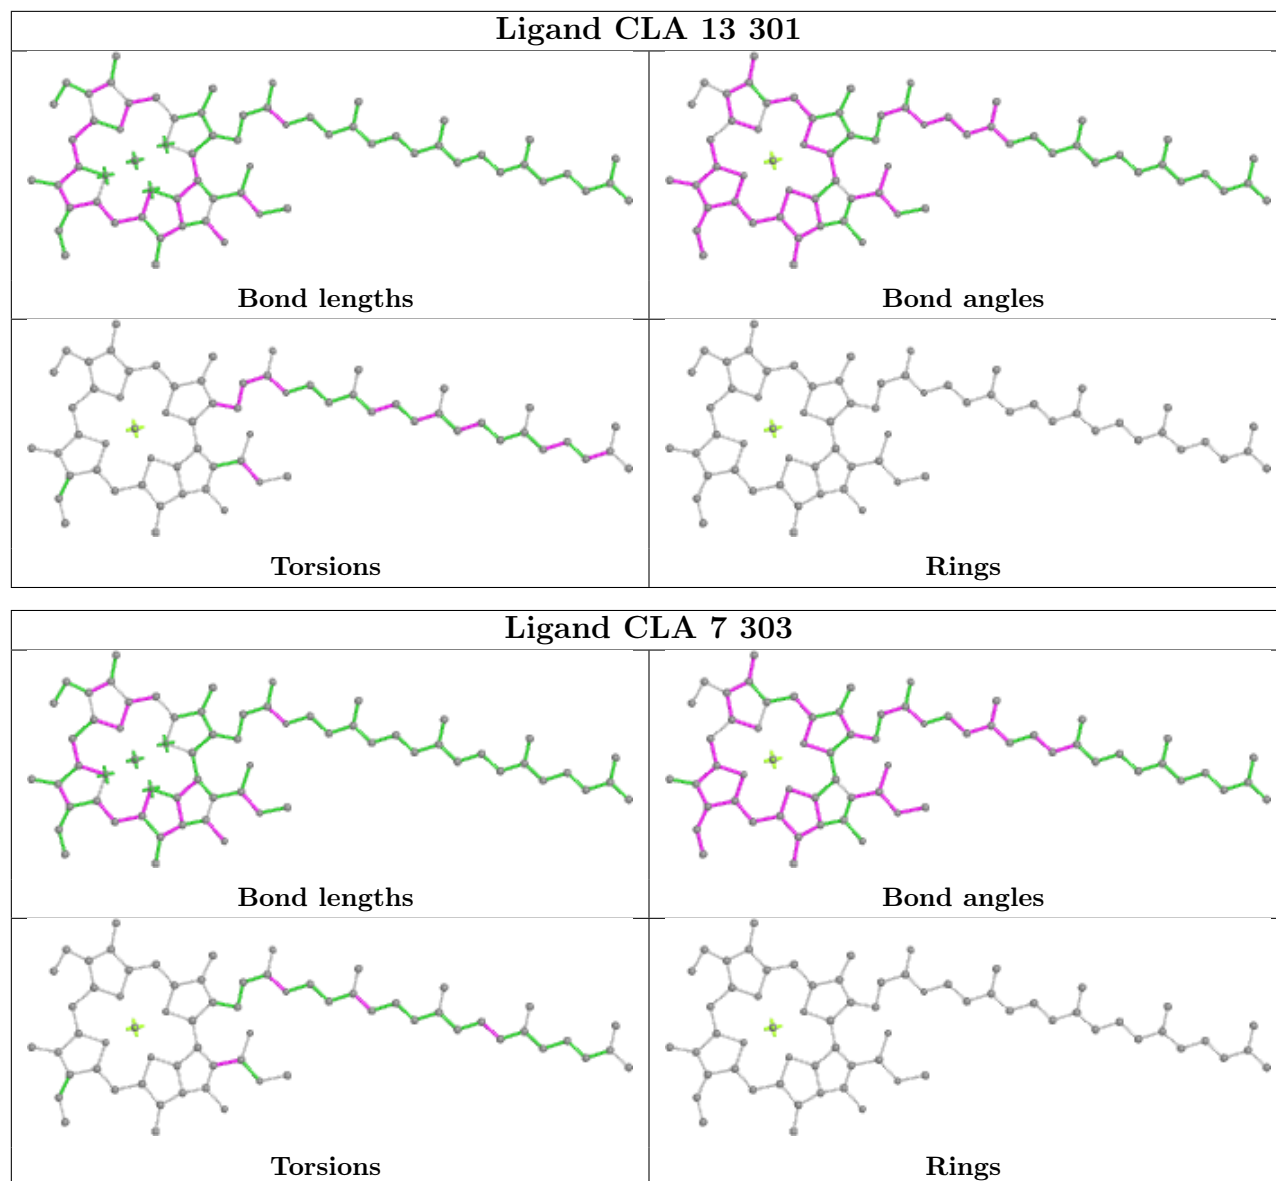 Ligand CLA 13 301
Bond lengths
Bond angles
Torsions
Rings
Ligand CLA 7 303
Bond lengths
Bond angles
Torsions
Rings